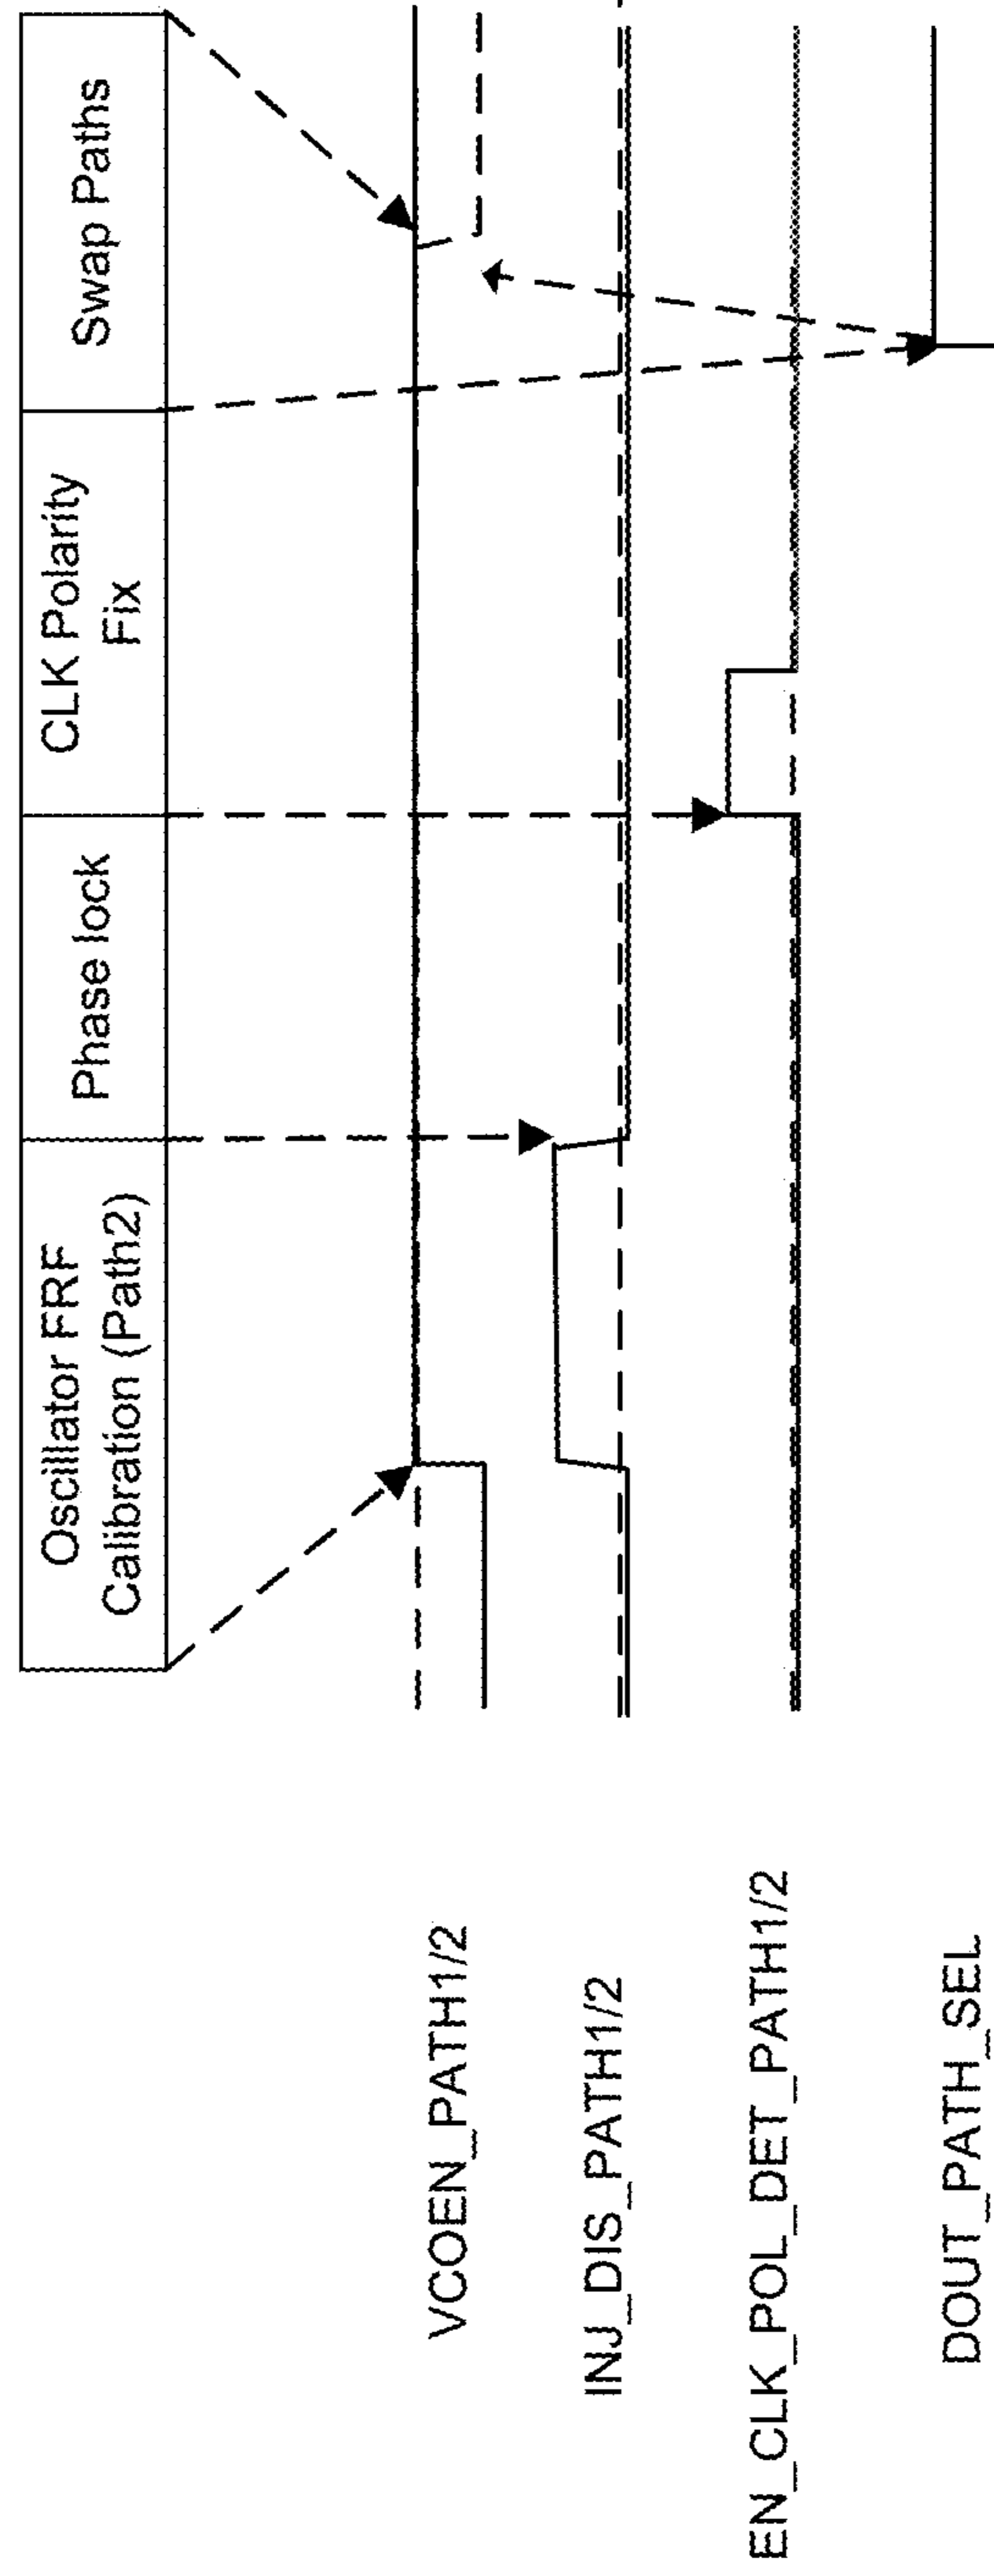 Oscillator FRF
Calibration (Path2)
Phase lock
CLK Polarity
Fix
Swap Paths
VCOEN_PATH1/2
INJ_DIS_PATH1/2
EN_CLK_POL_DET_PATH1/2
DOUT_PATH_SEL